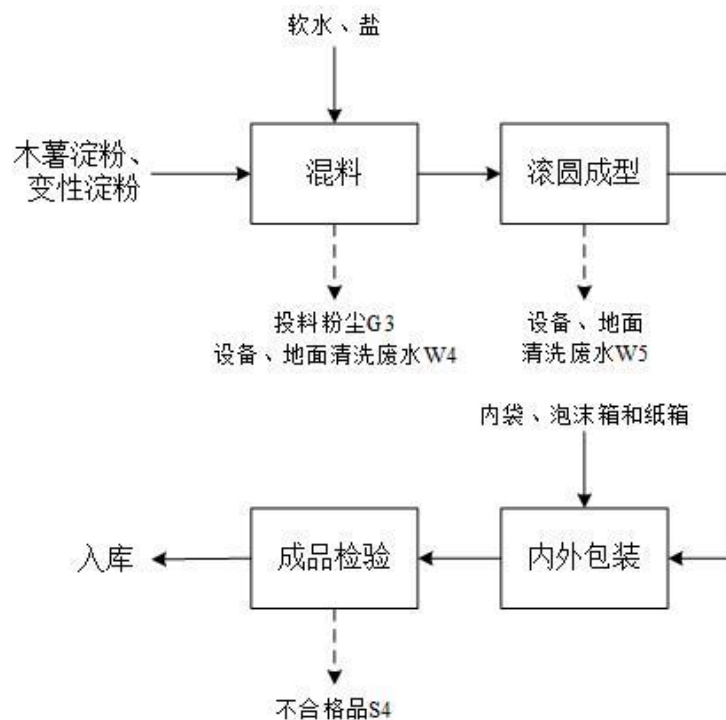 软水、盐
木薯淀粉、
变性淀粉
混料
滚圆成型
投料粉尘G3
设备、地面清洗废水W4
设备、地面
清洗废水W5
内袋、泡沫箱和纸箱
入库
成品检验
内外包装
不合格品S4